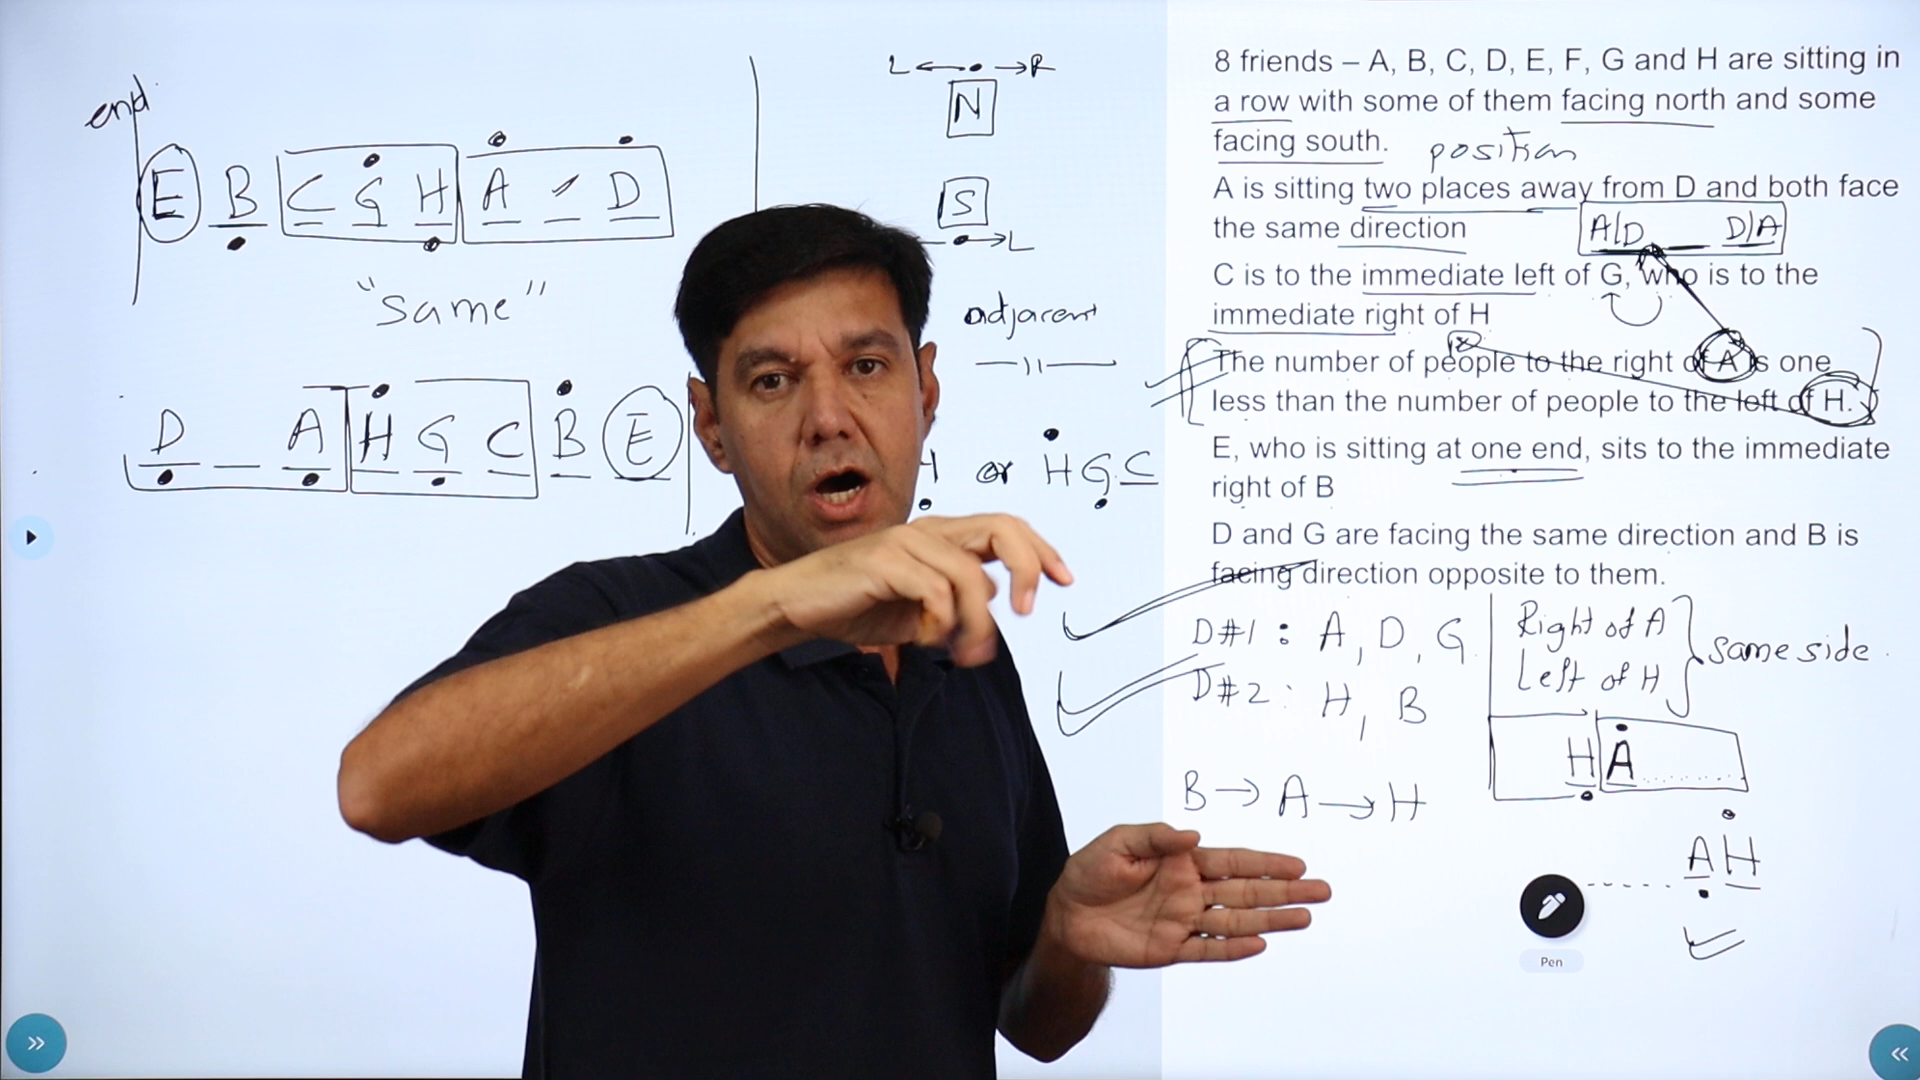 end
E B C G H A D
"Same"
D A H G C B E
L R
N
S
L
adjacent
or H G C
8 friends – A, B, C, D, E, F, G and H are sitting in
a row with some of them facing north and some
facing south.
position
A is sitting two places away from D and both face
the same direction
A/D D/A
C is to the immediate left of G, who is to the
immediate right of H
The number of people to the right of A is one
less than the number of people to the left of H.
E, who is sitting at one end, sits to the immediate
right of B
D and G are facing the same direction and B is
facing direction opposite to them.
D#1 : A, D, G
D#2 : H, B
Right of A
Left of H
same side
B → A → H
H A
A H
Pen
»
«